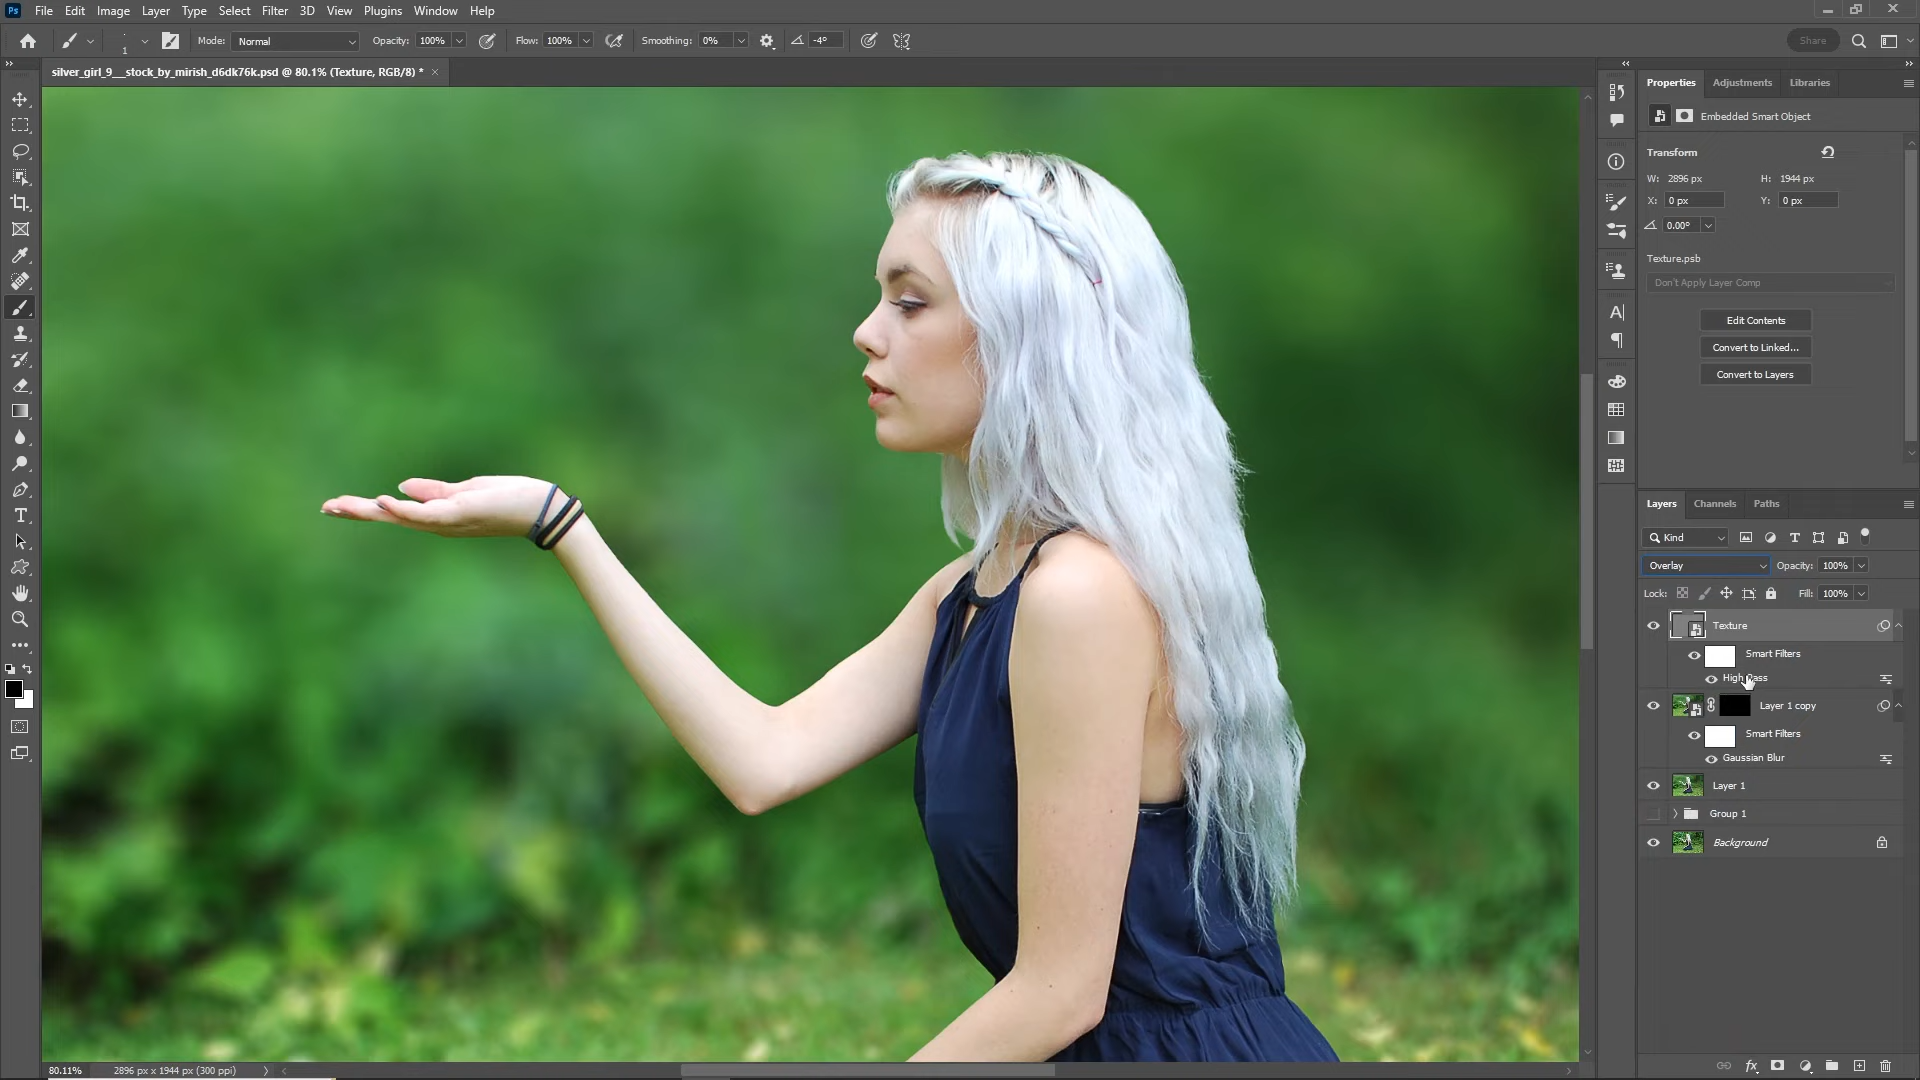 Ps File Edit Image Layer Type Select Filter 3D View Plugins Window Help
1 Mode: Normal Opacity: 100% Flow: 100% Smoothing: 0% -4° Share
silver_girl_9__stock_by_mirish_d6dk76k.psd @ 80.1% (Texture, RGB/8) * ×
Properties Adjustments Libraries
Embedded Smart Object
Transform
W: 2896 px H: 1944 px
X: 0 px Y: 0 px
0.00°
Texture.psb
Don't Apply Layer Comp
Edit Contents
Convert to Linked...
Convert to Layers
Layers Channels Paths
Kind
Overlay Opacity: 100%
Lock: Fill: 100%
Texture
Smart Filters
High Pass
Layer 1 copy
Smart Filters
Gaussian Blur
Layer 1
Group 1
Background
80.11% 2896 px x 1944 px (300 ppi)